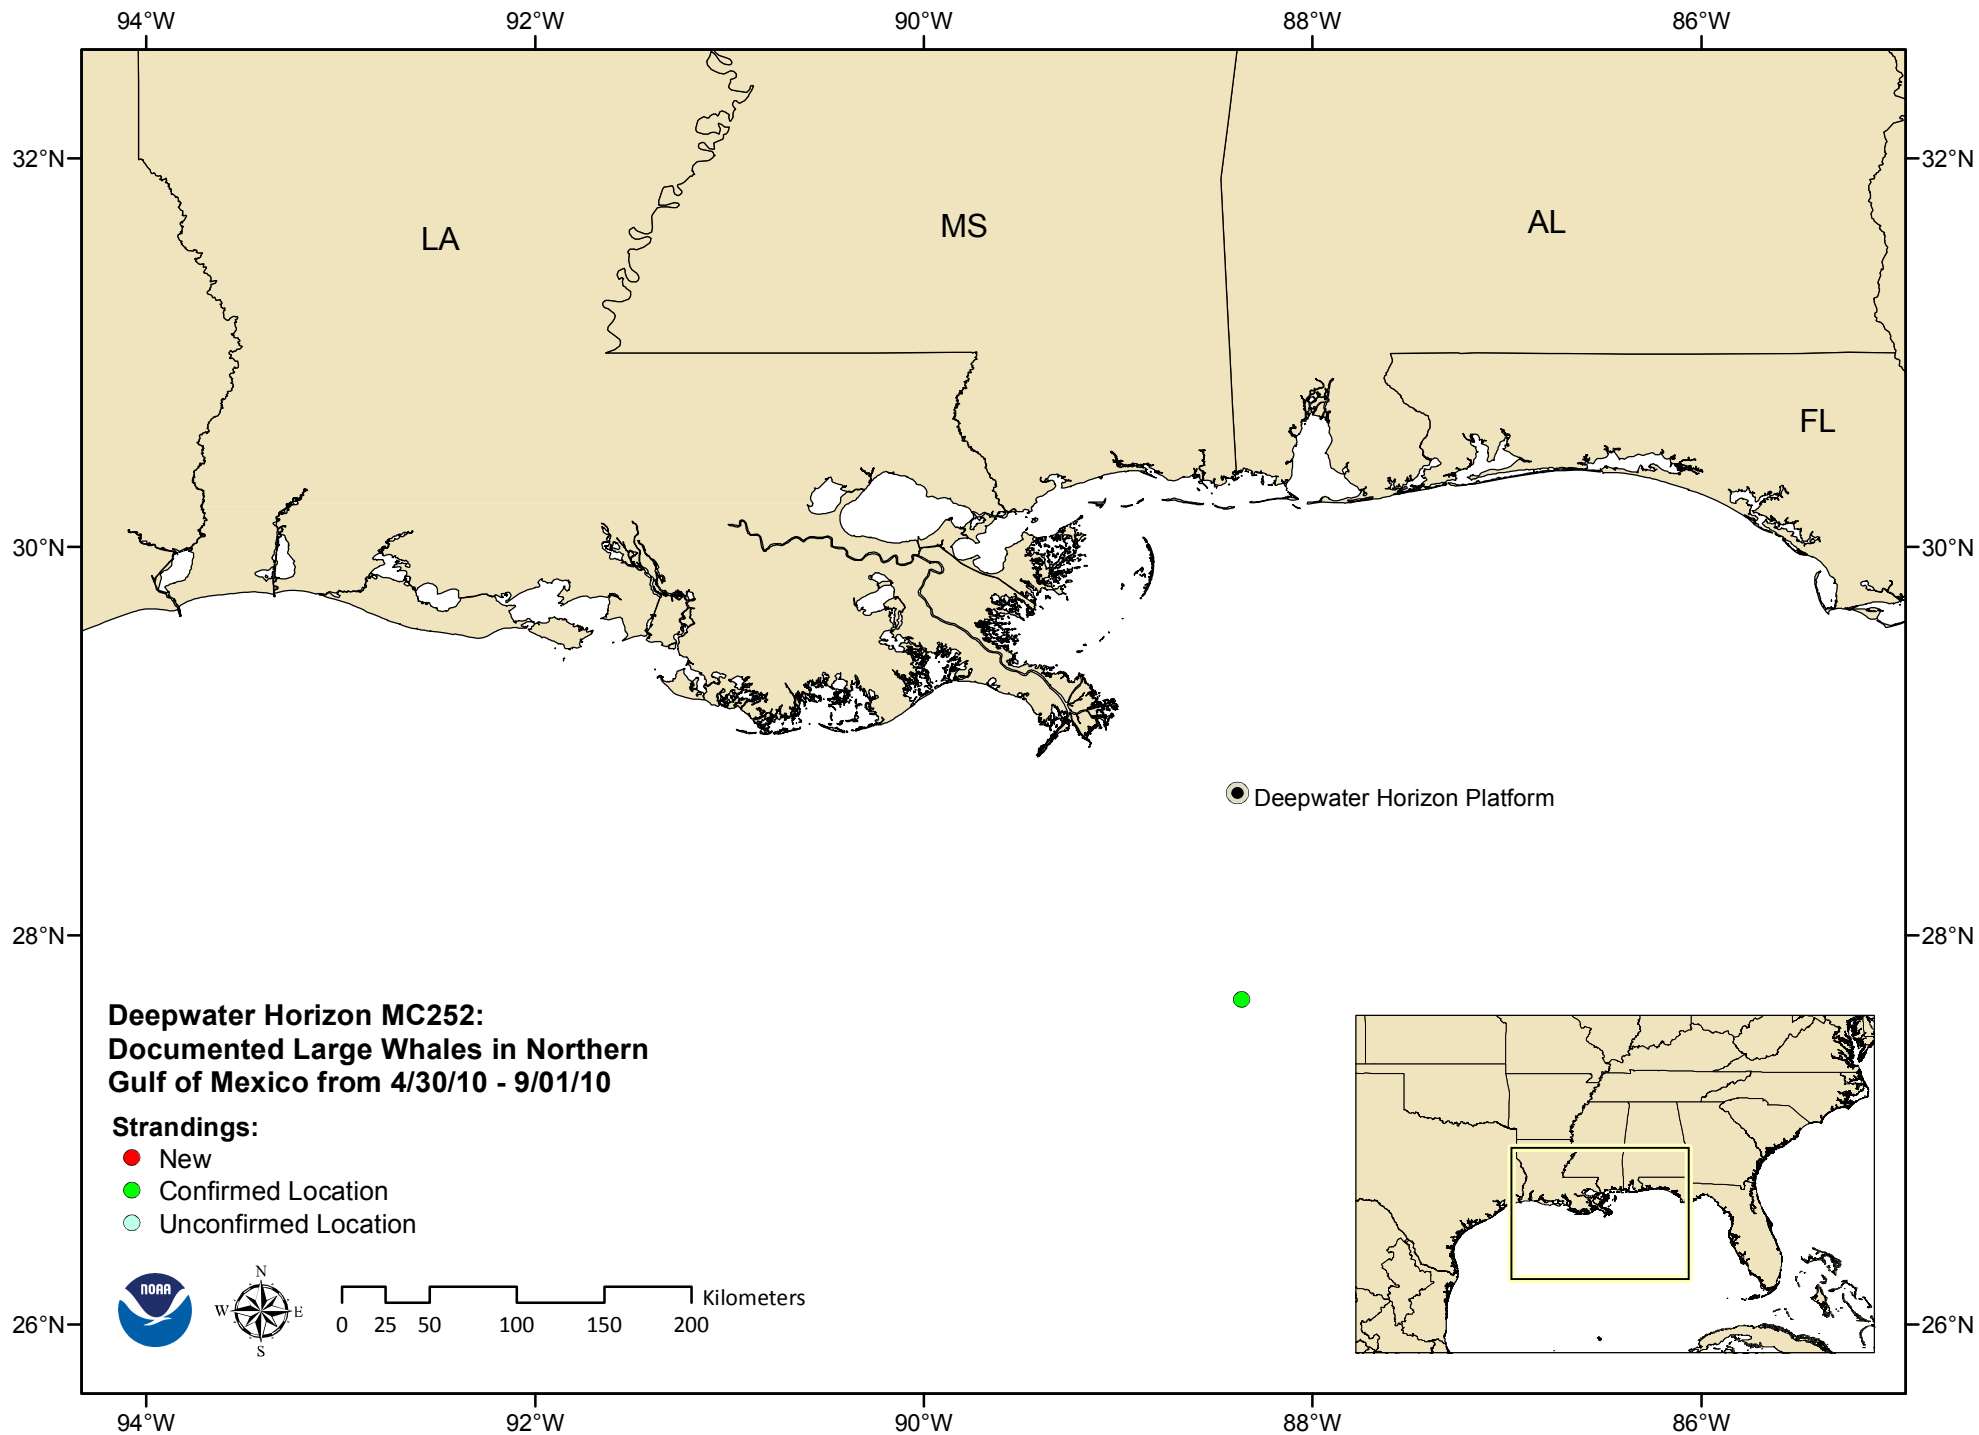 94°W 92°W 90°W 88°W 86°W
32°N 32°N
LA MS AL
FL
30°N 30°N
Deepwater Horizon Platform
28°N 28°N
Deepwater Horizon MC252:
Documented Large Whales in Northern
Gulf of Mexico from 4/30/10 - 9/01/10
Strandings:
New
Confirmed Location
Unconfirmed Location
NOAA
N
W E
S
Kilometers
0 25 50 100 150 200
26°N 26°N
94°W 92°W 90°W 88°W 86°W